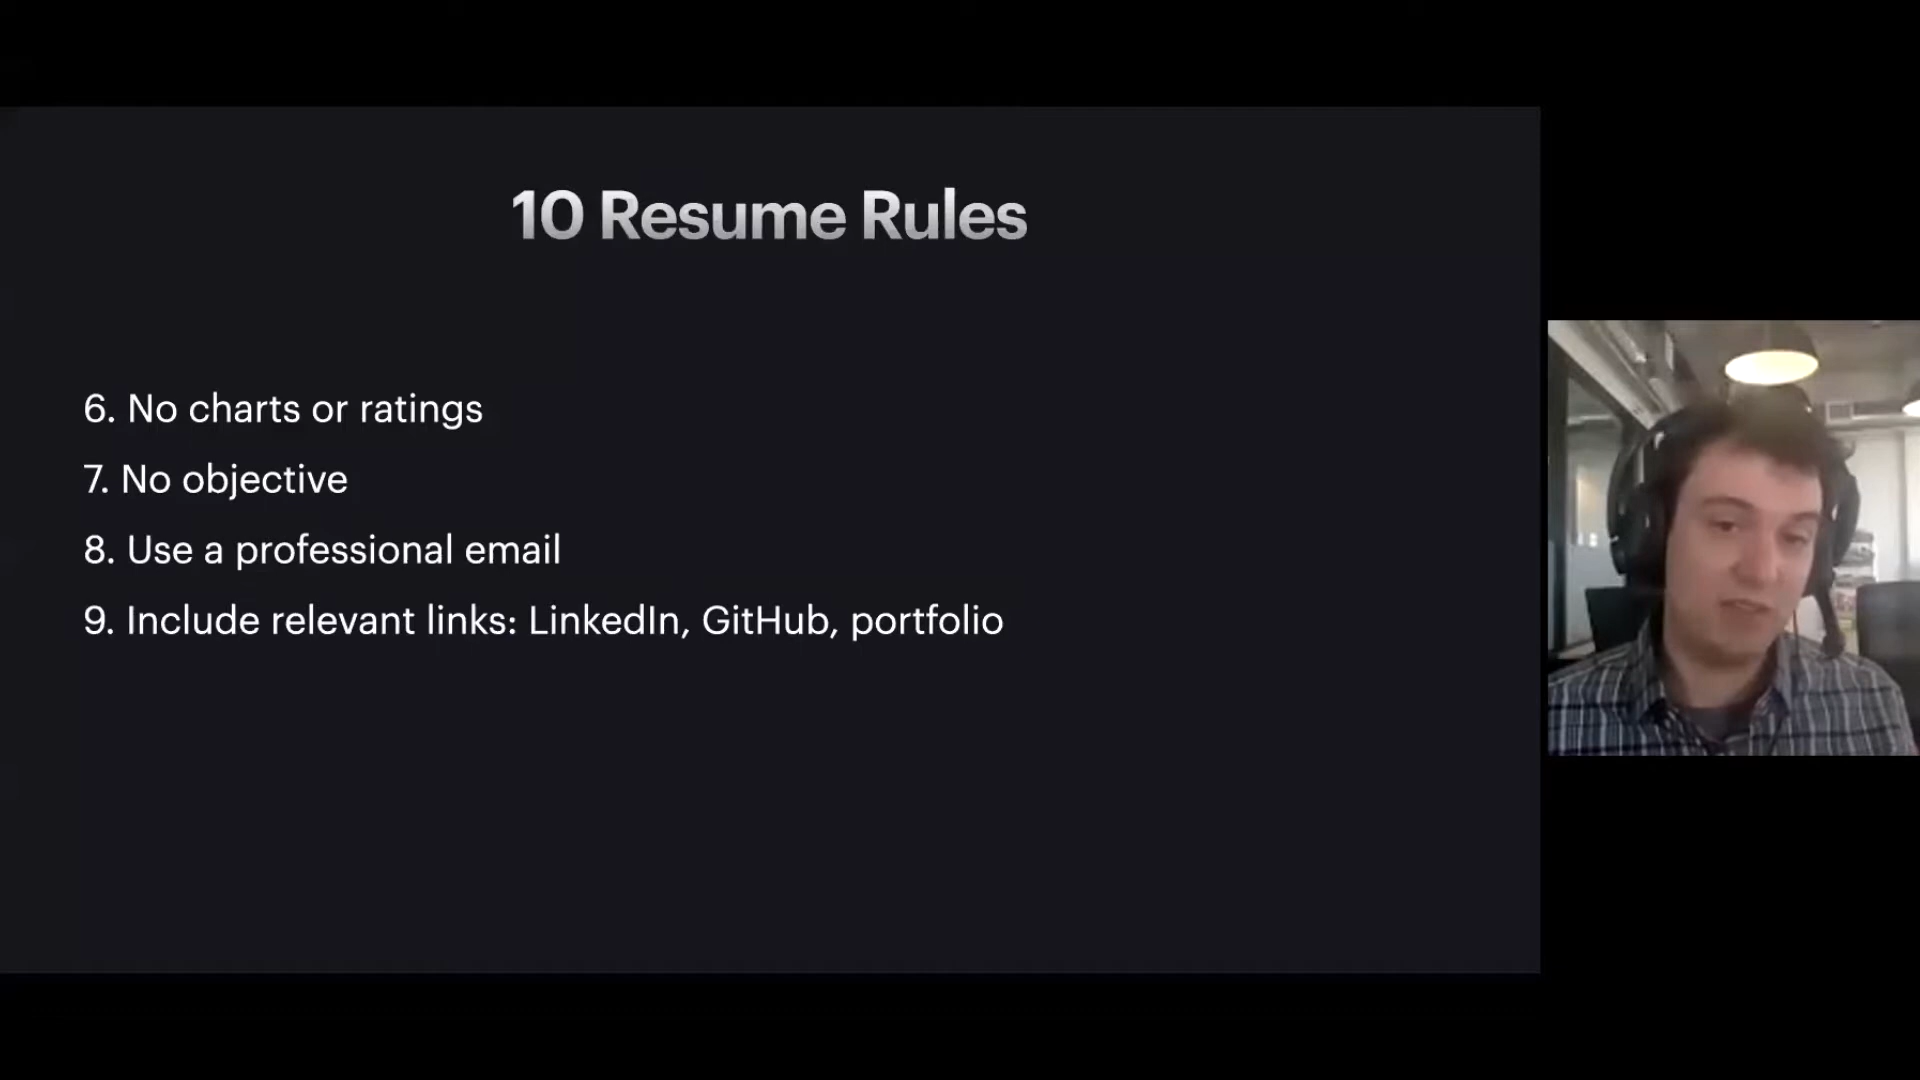 10 Resume Rules
6. No charts or ratings
7. No objective
8. Use a professional email
9. Include relevant links: LinkedIn, GitHub, portfolio